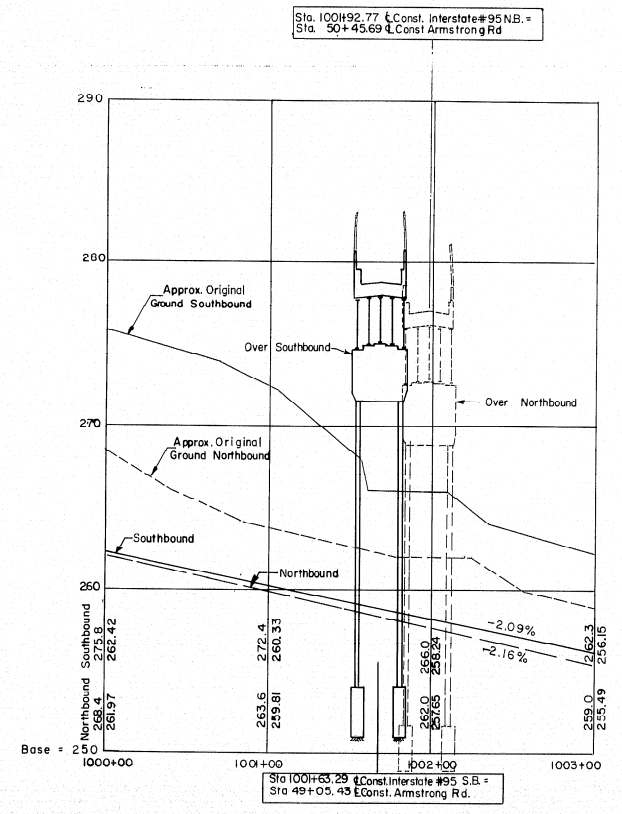 Sta. 1001+92.77 ℄ Const. Interstate #95 N.B. =
Sta. 50+45.69 ℄ Const Armstrong Rd
290
280
Approx. Original
Ground Southbound
Over Southbound
Over Northbound
270
Approx. Original
Ground Northbound
Southbound
Northbound
260
-2.09%
-2.16%
Southbound
275.8
262.42
272.4
260.33
266.0
258.24
2162.3
256.15
Northbound
268.4
261.97
263.6
259.81
262.0
257.65
259.0
255.49
Base = 250
1000+00
1001+00
1002+00
1003+00
Sta 1001+63.29 ℄ Const. Interstate #95 S.B. =
Sta 49+05.43 ℄ Const. Armstrong Rd.